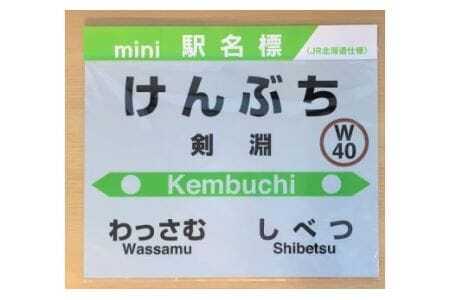 mini 駅名標 (JR北海道仕様)
けんぶち
剣淵
W
40
Kembuchi
わっさむ しべつ
Wassamu Shibetsu